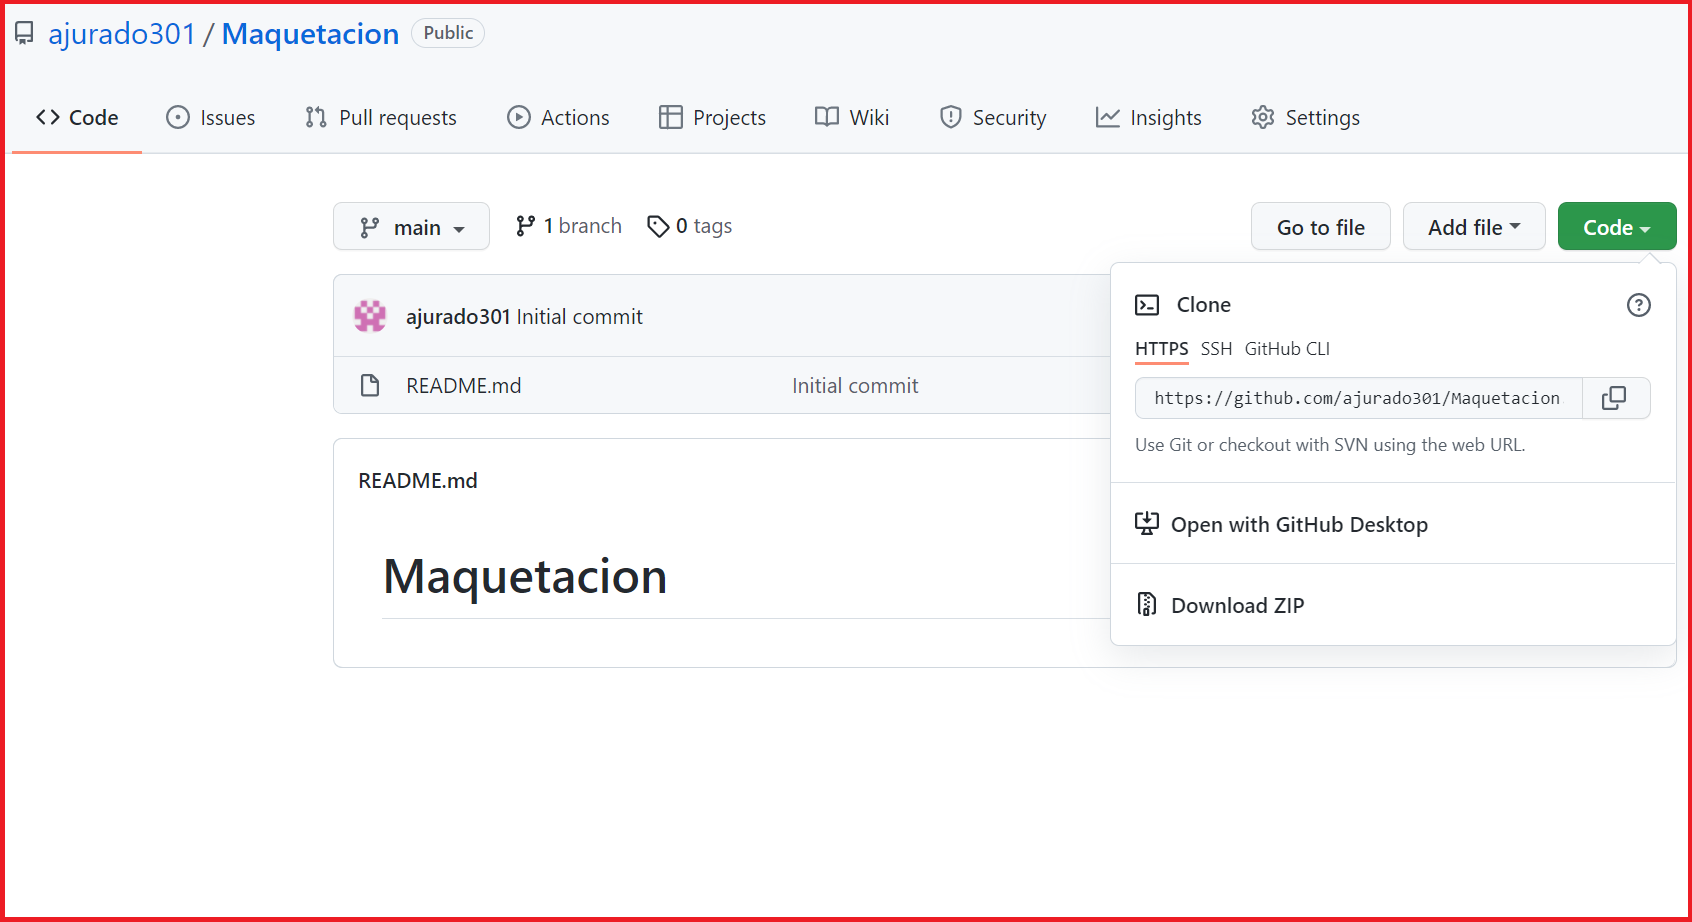 ajurado301 / Maquetacion Public
Code Issues Pull requests Actions Projects Wiki Security Insights Settings
main 1 branch 0 tags Go to file Add file Code
ajurado301 Initial commit
README.md Initial commit
README.md
Maquetacion
Clone
HTTPS SSH GitHub CLI
https://github.com/ajurado301/Maquetacion
Use Git or checkout with SVN using the web URL.
Open with GitHub Desktop
Download ZIP